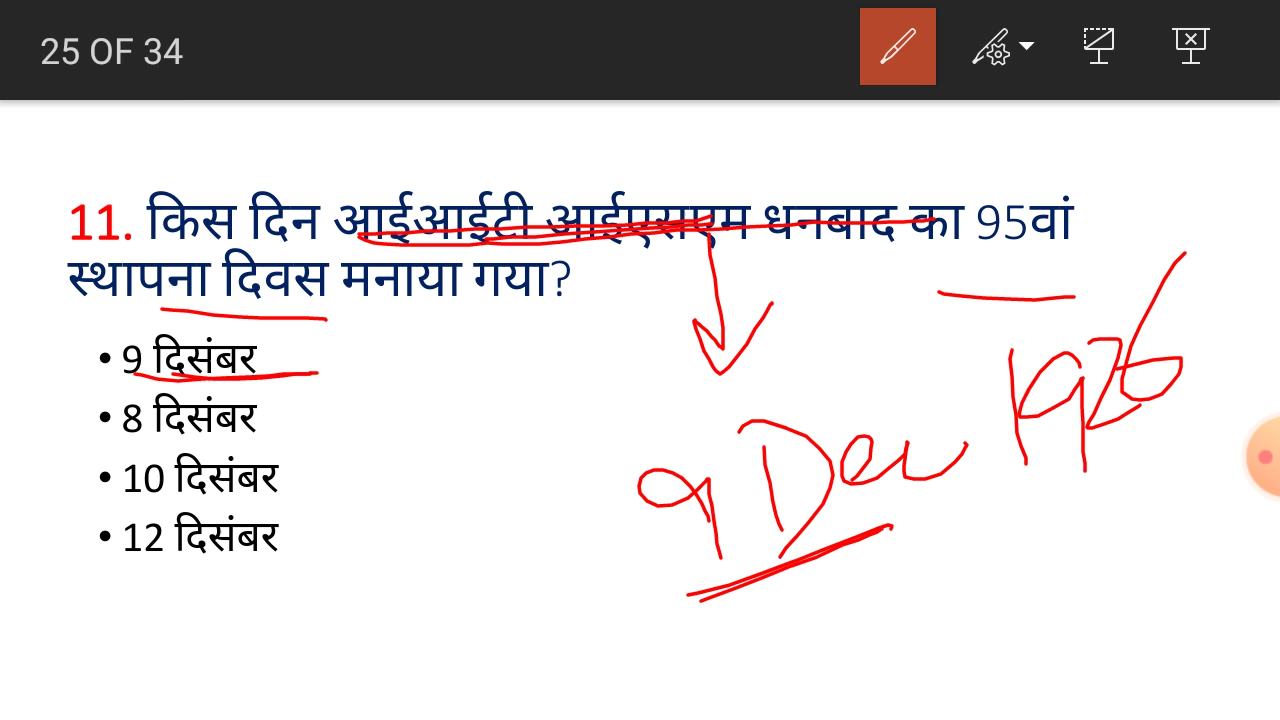 25 OF 34
11. किस दिन आईआईटी आईएसएम धनबाद का 95वां
स्थापना दिवस मनाया गया?
• 9 दिसंबर
• 8 दिसंबर
• 10 दिसंबर
• 12 दिसंबर
9 Dec 1926